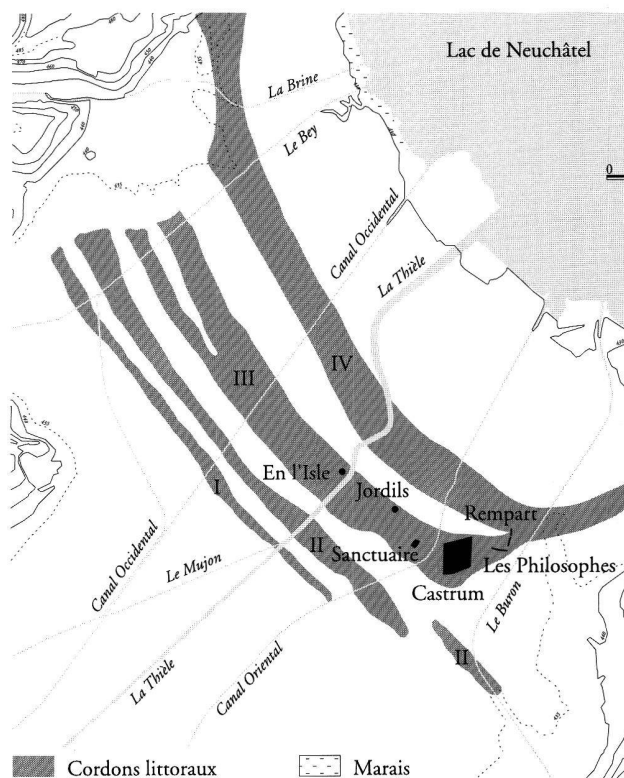 Lac de Neuchâtel
La Brine
Le Bey
0
Canal Occidental
La Thièle
IV
III
En l'Isle
I
Jordils
Rempart
II
Sanctuaire
Les Philosophes
Le Mujon
Castrum
Canal Occidental
Le Buron
II
La Thièle
Canal Oriental
Cordons littoraux
Marais